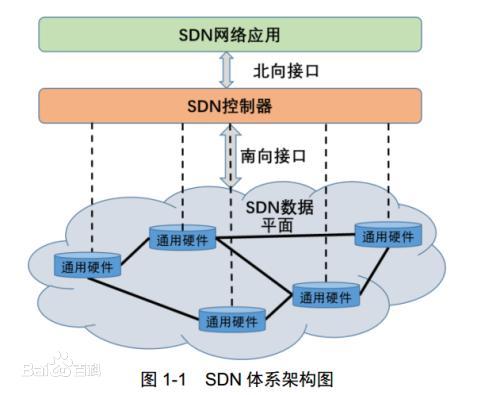 SDN网络应用
北向接口
SDN控制器
南向接口
SDN数据
平面
通用硬件
通用硬件
通用硬件
通用硬件
通用硬件
Bai百科
图 1-1 SDN 体系架构图